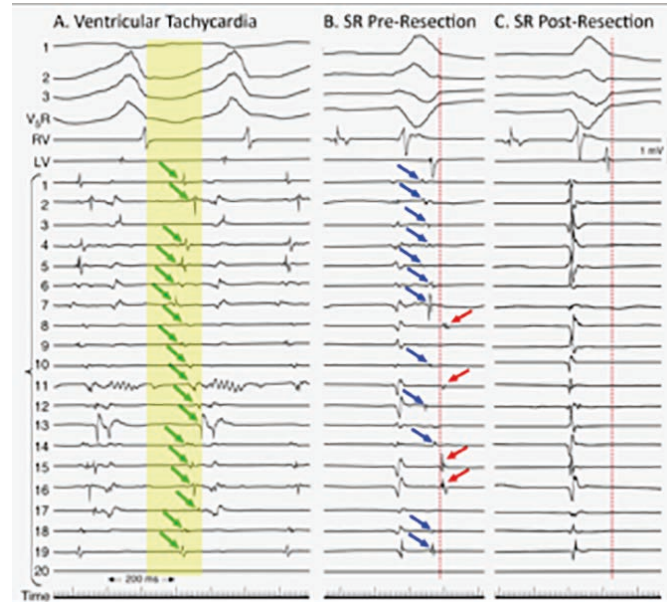 A. Ventricular Tachycardia
B. SR Pre-Resection
C. SR Post-Resection
1
2
3
V5R
RV
LV
1 mV
1
2
3
4
5
6
7
8
9
10
11
12
13
14
15
16
17
18
19
20
200 ms
Time